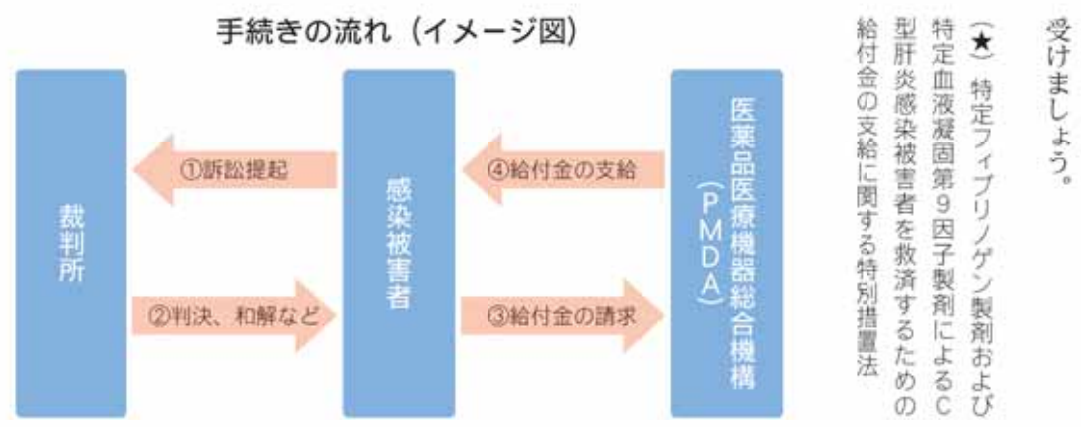 受けましょう。
(★) 特定フィブリノゲン製剤および
特定血液凝固第9因子製剤によるC
型肝炎感染被害者を救済するための
給付金の支給に関する特別措置法
手続きの流れ（イメージ図）
裁判所
①訴訟提起
②判決、和解など
感染被害者
④給付金の支給
③給付金の請求
医薬品医療機器総合機構
（PMDA）